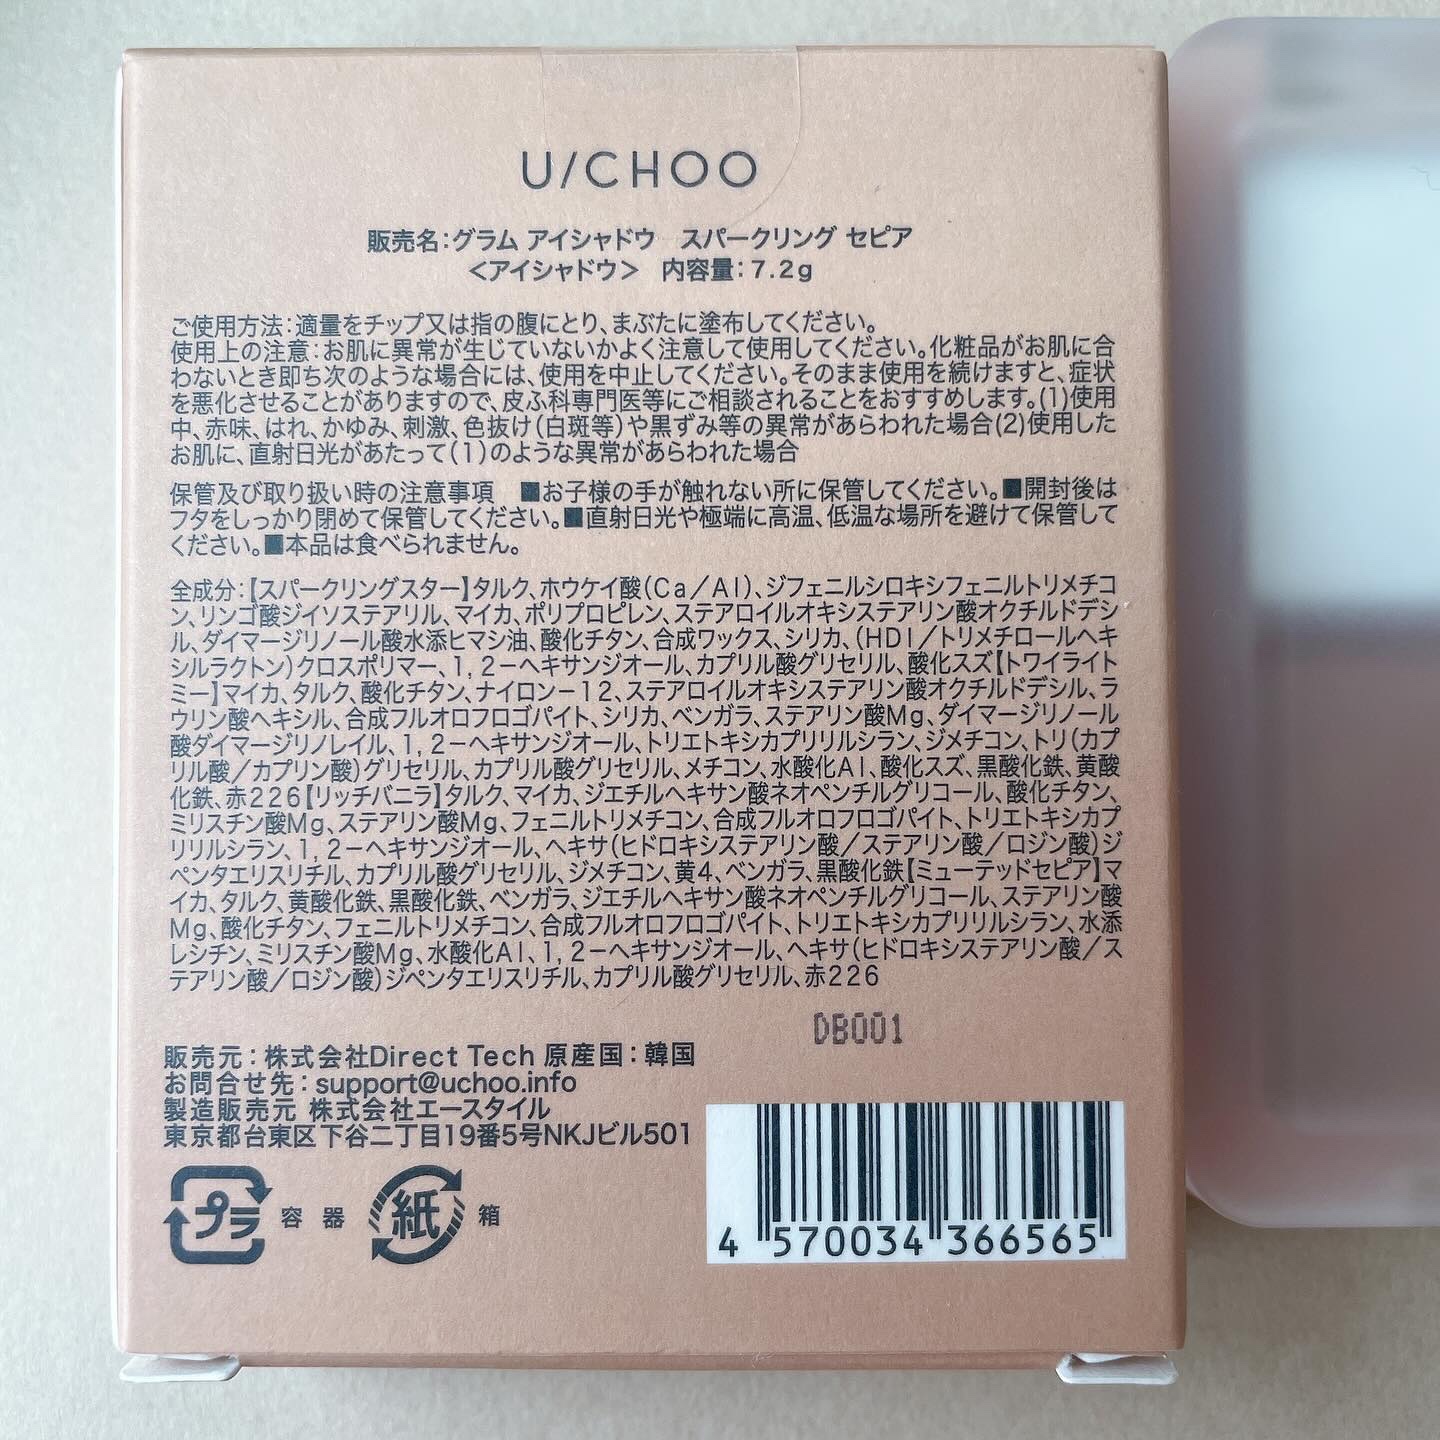 U/CHOO
販売名:グラム アイシャドウ　スパークリング セピア
<アイシャドウ>　内容量:7.2g
ご使用方法:適量をチップ又は指の腹にとり、まぶたに塗布してください。
使用上の注意:お肌に異常が生じていないかよく注意して使用してください。化粧品がお肌に合
わないとき即ち次のような場合には、使用を中止してください。そのまま使用を続けますと、症状
を悪化させることがありますので、皮ふ科専門医等にご相談されることをおすすめします。(1)使用
中、赤味、はれ、かゆみ、刺激、色抜け(白斑等)や黒ずみ等の異常があらわれた場合(2)使用した
お肌に、直射日光があたって(1)のような異常があらわれた場合
保管及び取り扱い時の注意事項　■お子様の手が触れない所に保管してください。■開封後は
フタをしっかり閉めて保管してください。■直射日光や極端に高温、低温な場所を避けて保管して
ください。■本品は食べられません。
全成分:【スパークリングスター】タルク、ホウケイ酸(Ca/Al)、ジフェニルシロキシフェニルトリメチコ
ン、リンゴ酸ジイソステアリル、マイカ、ポリプロピレン、ステアロイルオキシステアリン酸オクチルドデシ
ル、ダイマージリノール酸水添ヒマシ油、酸化チタン、合成ワックス、シリカ、(HDI/トリメチロールヘキ
シルラクトン)クロスポリマー、1,2-ヘキサンジオール、カプリル酸グリセリル、酸化スズ【トワイライト
ミー】マイカ、タルク、酸化チタン、ナイロン-12、ステアロイルオキシステアリン酸オクチルドデシル、ラ
ウリン酸ヘキシル、合成フルオロフロゴパイト、シリカ、ベンガラ、ステアリン酸Mg、ダイマージリノール
酸ダイマージリノレイル、1,2-ヘキサンジオール、トリエトキシカプリリルシラン、ジメチコン、トリ(カプ
リル酸/カプリン酸)グリセリル、カプリル酸グリセリル、メチコン、水酸化Al、酸化スズ、黒酸化鉄、黄酸
化鉄、赤226【リッチバニラ】タルク、マイカ、ジエチルヘキサン酸ネオペンチルグリコール、酸化チタン、
ミリスチン酸Mg、ステアリン酸Mg、フェニルトリメチコン、合成フルオロフロゴパイト、トリエトキシカプ
リリルシラン、1,2-ヘキサンジオール、ヘキサ(ヒドロキシステアリン酸/ステアリン酸/ロジン酸)ジ
ペンタエリスリチル、カプリル酸グリセリル、ジメチコン、黄4、ベンガラ、黒酸化鉄【ミューテッドセピア】マ
イカ、タルク、黄酸化鉄、黒酸化鉄、ベンガラ、ジエチルヘキサン酸ネオペンチルグリコール、ステアリン酸
Mg、酸化チタン、フェニルトリメチコン、合成フルオロフロゴパイト、トリエトキシカプリリルシラン、水添
レシチン、ミリスチン酸Mg、水酸化Al、1,2-ヘキサンジオール、ヘキサ(ヒドロキシステアリン酸/ス
テアリン酸/ロジン酸)ジペンタエリスリチル、カプリル酸グリセリル、赤226
DB001
販売元:株式会社Direct Tech 原産国:韓国
お問合せ先:support@uchoo.info
製造販売元 株式会社エースタイル
東京都台東区下谷二丁目19番5号NKJビル501
プラ 容器 紙 箱
4 570034 366565